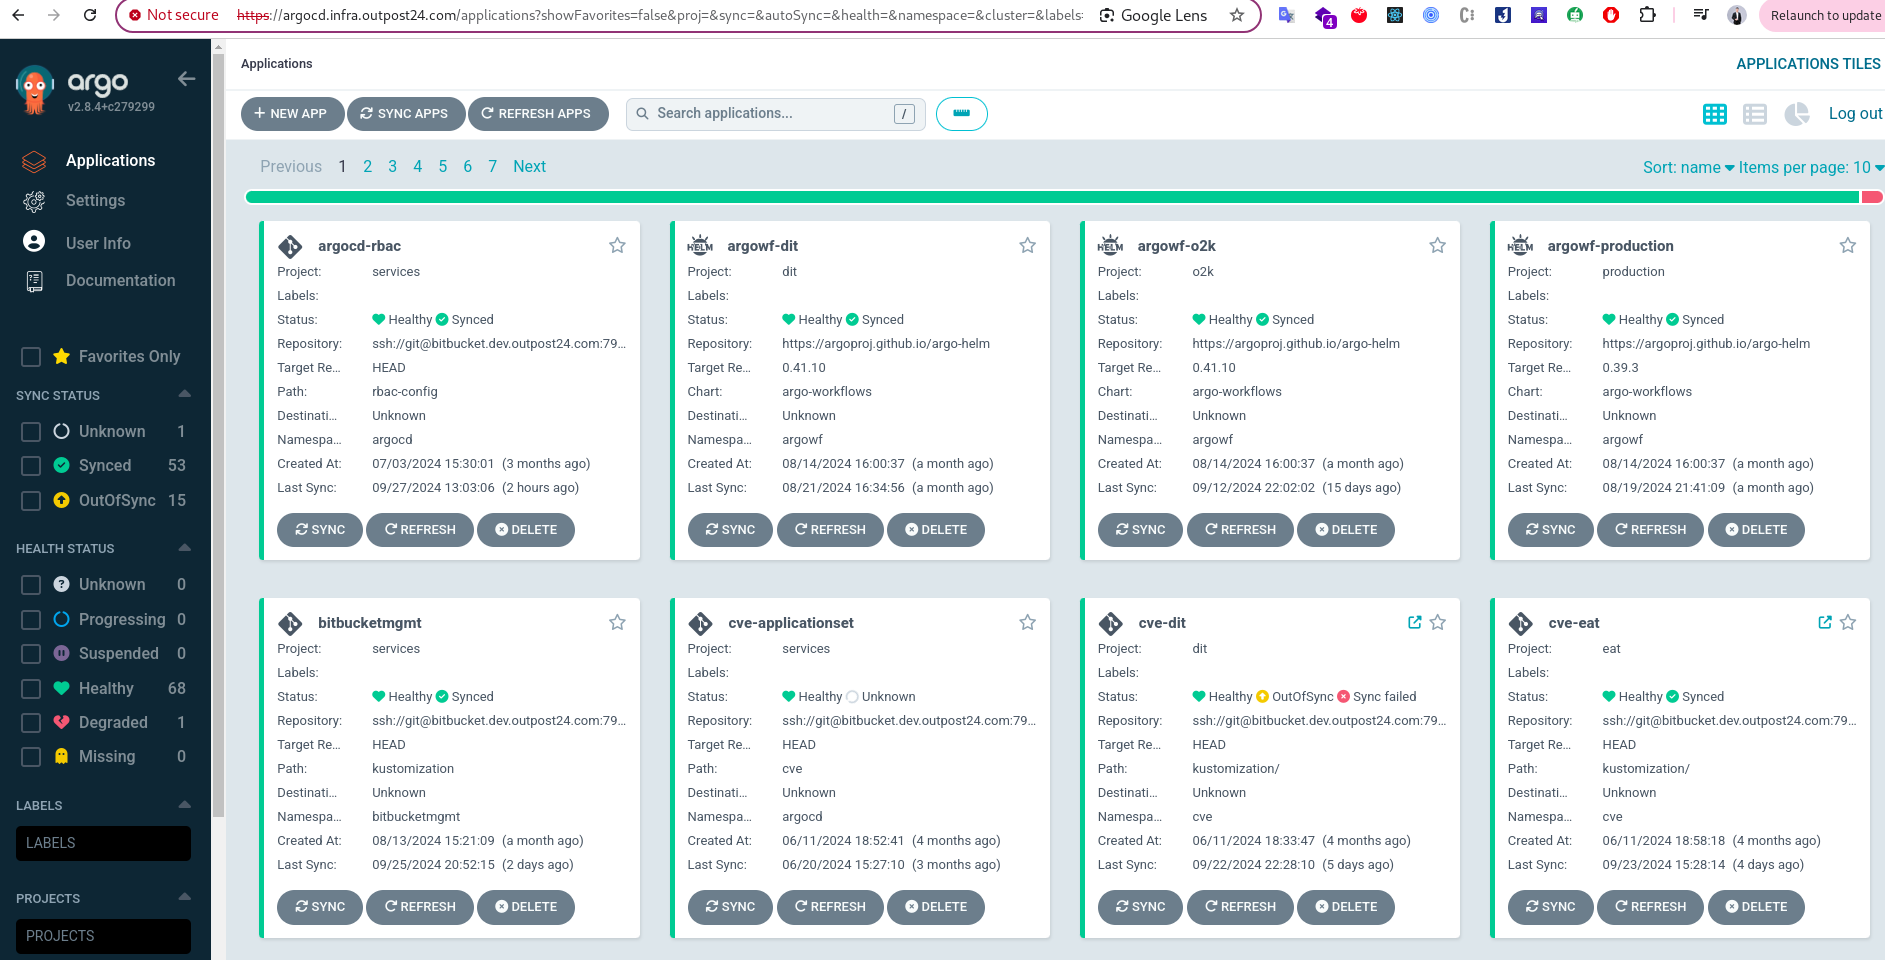 Not secure https://argocd.infra.outpost24.com/applications?showFavorites=false&proj=&sync=&autoSync=&health=&namespace=&cluster=&labels= Google Lens 4 Relaunch to update
argo
v2.8.4+c279299
Applications
Settings
User Info
Documentation
Favorites Only
SYNC STATUS
Unknown 1
Synced 53
OutOfSync 15
HEALTH STATUS
Unknown 0
Progressing 0
Suspended 0
Healthy 68
Degraded 1
Missing 0
LABELS
LABELS
PROJECTS
PROJECTS
Applications APPLICATIONS TILES
NEW APP SYNC APPS REFRESH APPS Search applications... / Log out
Previous 1 2 3 4 5 6 7 Next Sort: name Items per page: 10
argocd-rbac
Project: services
Labels:
Status: Healthy Synced
Repository: ssh://git@bitbucket.dev.outpost24.com:79...
Target Re... HEAD
Path: rbac-config
Destinati... Unknown
Namespa... argocd
Created At: 07/03/2024 15:30:01 (3 months ago)
Last Sync: 09/27/2024 13:03:06 (2 hours ago)
SYNC REFRESH DELETE
HELM argowf-dit
Project: dit
Labels:
Status: Healthy Synced
Repository: https://argoproj.github.io/argo-helm
Target Re... 0.41.10
Chart: argo-workflows
Destinati... Unknown
Namespa... argowf
Created At: 08/14/2024 16:00:37 (a month ago)
Last Sync: 08/21/2024 16:34:56 (a month ago)
SYNC REFRESH DELETE
HELM argowf-o2k
Project: o2k
Labels:
Status: Healthy Synced
Repository: https://argoproj.github.io/argo-helm
Target Re... 0.41.10
Chart: argo-workflows
Destinati... Unknown
Namespa... argowf
Created At: 08/14/2024 16:00:37 (a month ago)
Last Sync: 09/12/2024 22:02:02 (15 days ago)
SYNC REFRESH DELETE
HELM argowf-production
Project: production
Labels:
Status: Healthy Synced
Repository: https://argoproj.github.io/argo-helm
Target Re... 0.39.3
Chart: argo-workflows
Destinati... Unknown
Namespa... argowf
Created At: 08/14/2024 16:00:37 (a month ago)
Last Sync: 08/19/2024 21:41:09 (a month ago)
SYNC REFRESH DELETE
bitbucketmgmt
Project: services
Labels:
Status: Healthy Synced
Repository: ssh://git@bitbucket.dev.outpost24.com:79...
Target Re... HEAD
Path: kustomization
Destinati... Unknown
Namespa... bitbucketmgmt
Created At: 08/13/2024 15:21:09 (a month ago)
Last Sync: 09/25/2024 20:52:15 (2 days ago)
SYNC REFRESH DELETE
cve-applicationset
Project: services
Labels:
Status: Healthy Unknown
Repository: ssh://git@bitbucket.dev.outpost24.com:79...
Target Re... HEAD
Path: cve
Destinati... Unknown
Namespa... argocd
Created At: 06/11/2024 18:52:41 (4 months ago)
Last Sync: 06/20/2024 15:27:10 (3 months ago)
SYNC REFRESH DELETE
cve-dit
Project: dit
Labels:
Status: Healthy OutOfSync Sync failed
Repository: ssh://git@bitbucket.dev.outpost24.com:79...
Target Re... HEAD
Path: kustomization/
Destinati... Unknown
Namespa... cve
Created At: 06/11/2024 18:33:47 (4 months ago)
Last Sync: 09/22/2024 22:28:10 (5 days ago)
SYNC REFRESH DELETE
cve-eat
Project: eat
Labels:
Status: Healthy Synced
Repository: ssh://git@bitbucket.dev.outpost24.com:79...
Target Re... HEAD
Path: kustomization/
Destinati... Unknown
Namespa... cve
Created At: 06/11/2024 18:58:18 (4 months ago)
Last Sync: 09/23/2024 15:28:14 (4 days ago)
SYNC REFRESH DELETE